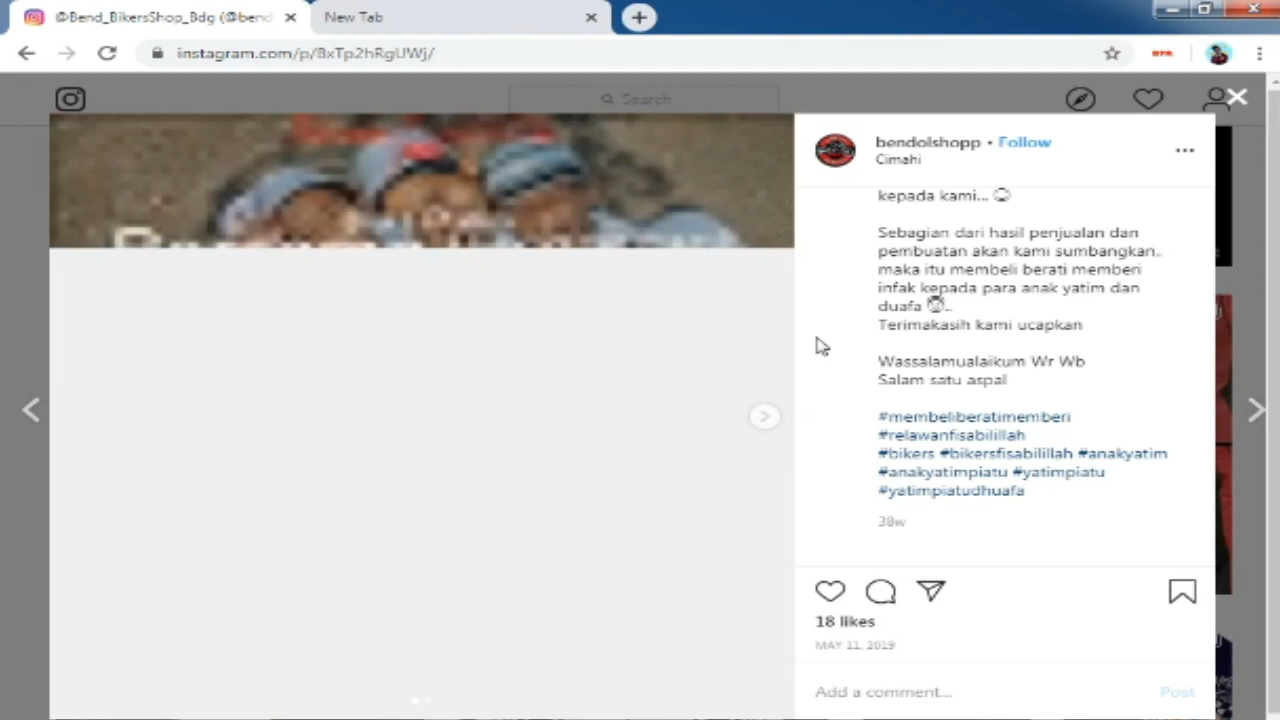 @Bend_BikersShop_Bdg (@bend
New Tab
instagram.com/p/BxTp2hRgUWj/
Search
bendolshopp • Follow
Cimahi
kepada kami...
Sebagian dari hasil penjualan dan
pembuatan akan kami sumbangkan..
maka itu membeli berati memberi
infak kepada para anak yatim dan
duafa ..
Terimakasih kami ucapkan
Wassalamualaikum Wr Wb
Salam satu aspal
#membeliberatimemberi
#relawanfisabilillah
#bikers #bikersfisabilillah #anakyatim
#anakyatimpiatu #yatimpiatu
#yatimpiatudhuafa
38w
18 likes
MAY 11, 2019
Add a comment...
Post